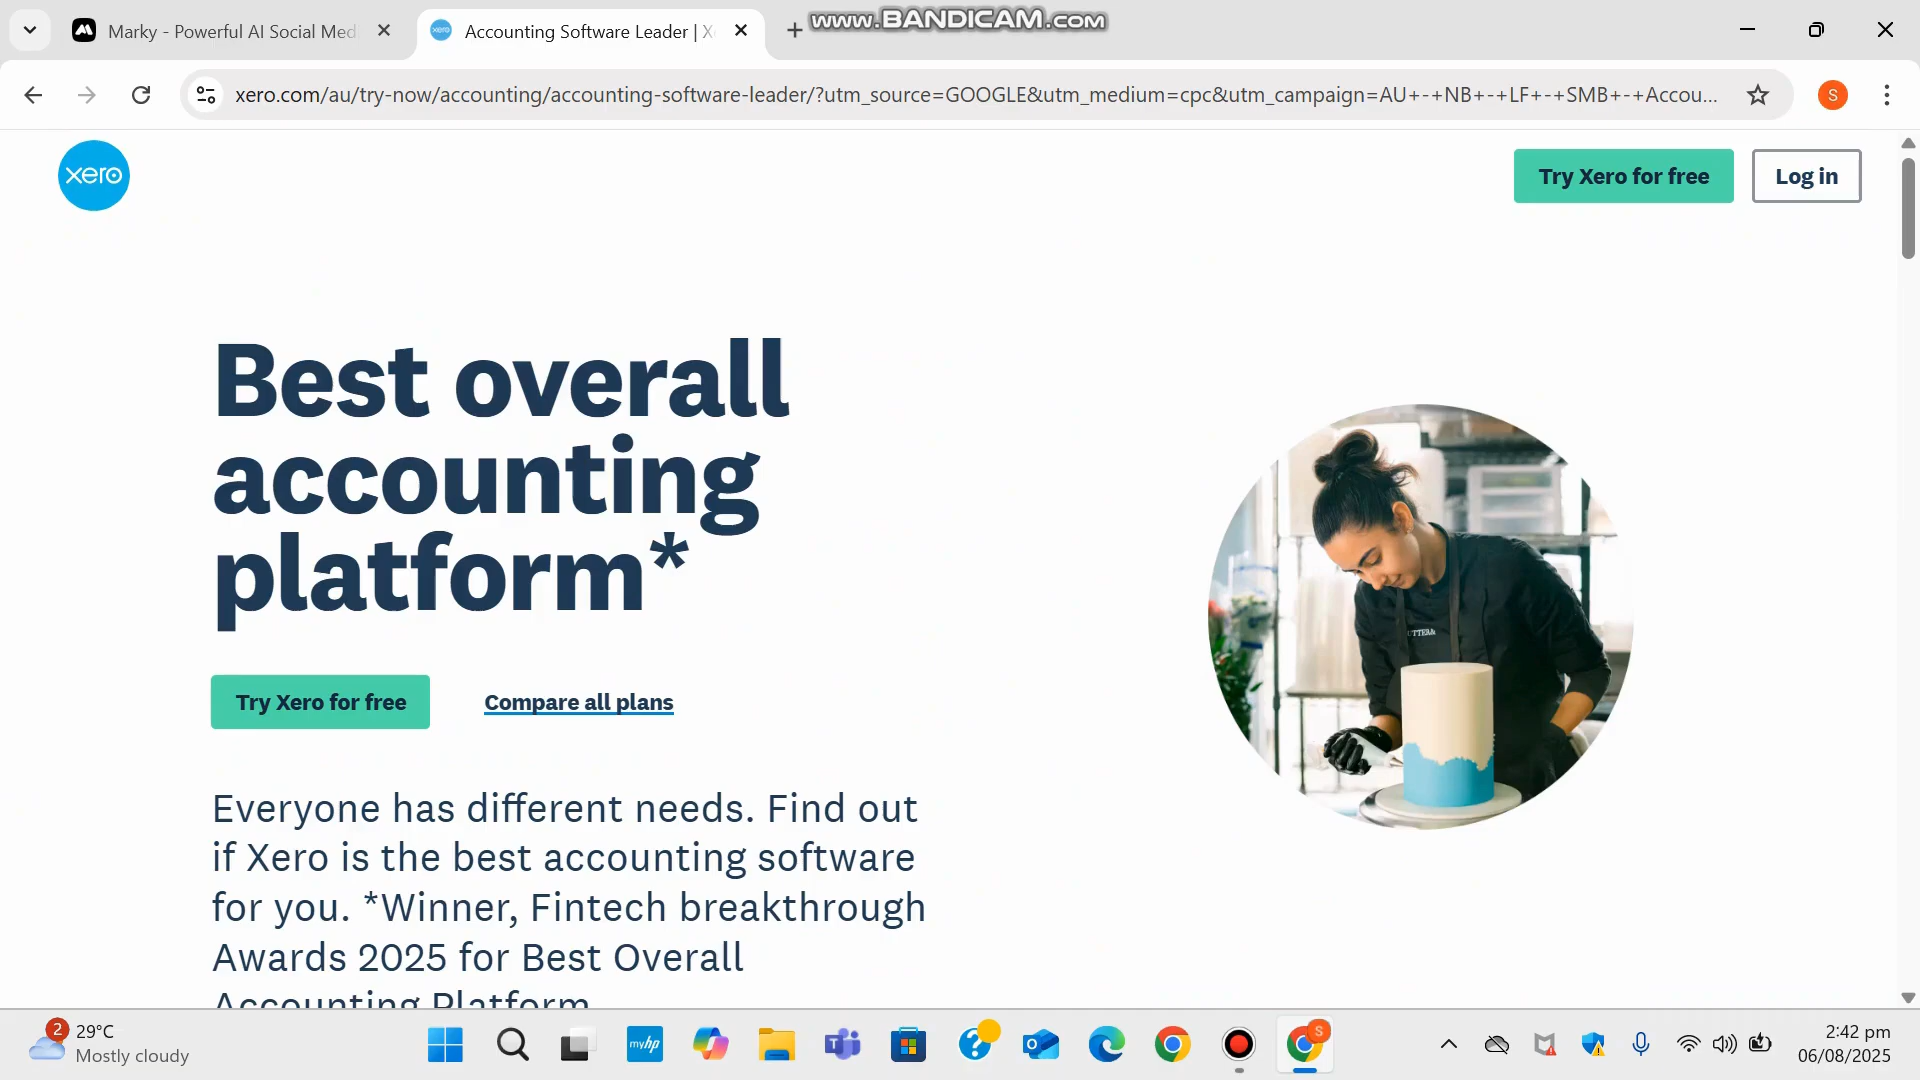 Marky - Powerful AI Social Med
Accounting Software Leader | X
www.BANDICAM.com
xero.com/au/try-now/accounting/accounting-software-leader/?utm_source=GOOGLE&utm_medium=cpc&utm_campaign=AU+-+NB+-+LF+-+SMB+-+Accou...
S
xero
Try Xero for free
Log in
Best overall
accounting
platform*
Try Xero for free
Compare all plans
Everyone has different needs. Find out
if Xero is the best accounting software
for you. *Winner, Fintech breakthrough
Awards 2025 for Best Overall
Accounting Platform
2
29°C
Mostly cloudy
myhp
S
2:42 pm
06/08/2025